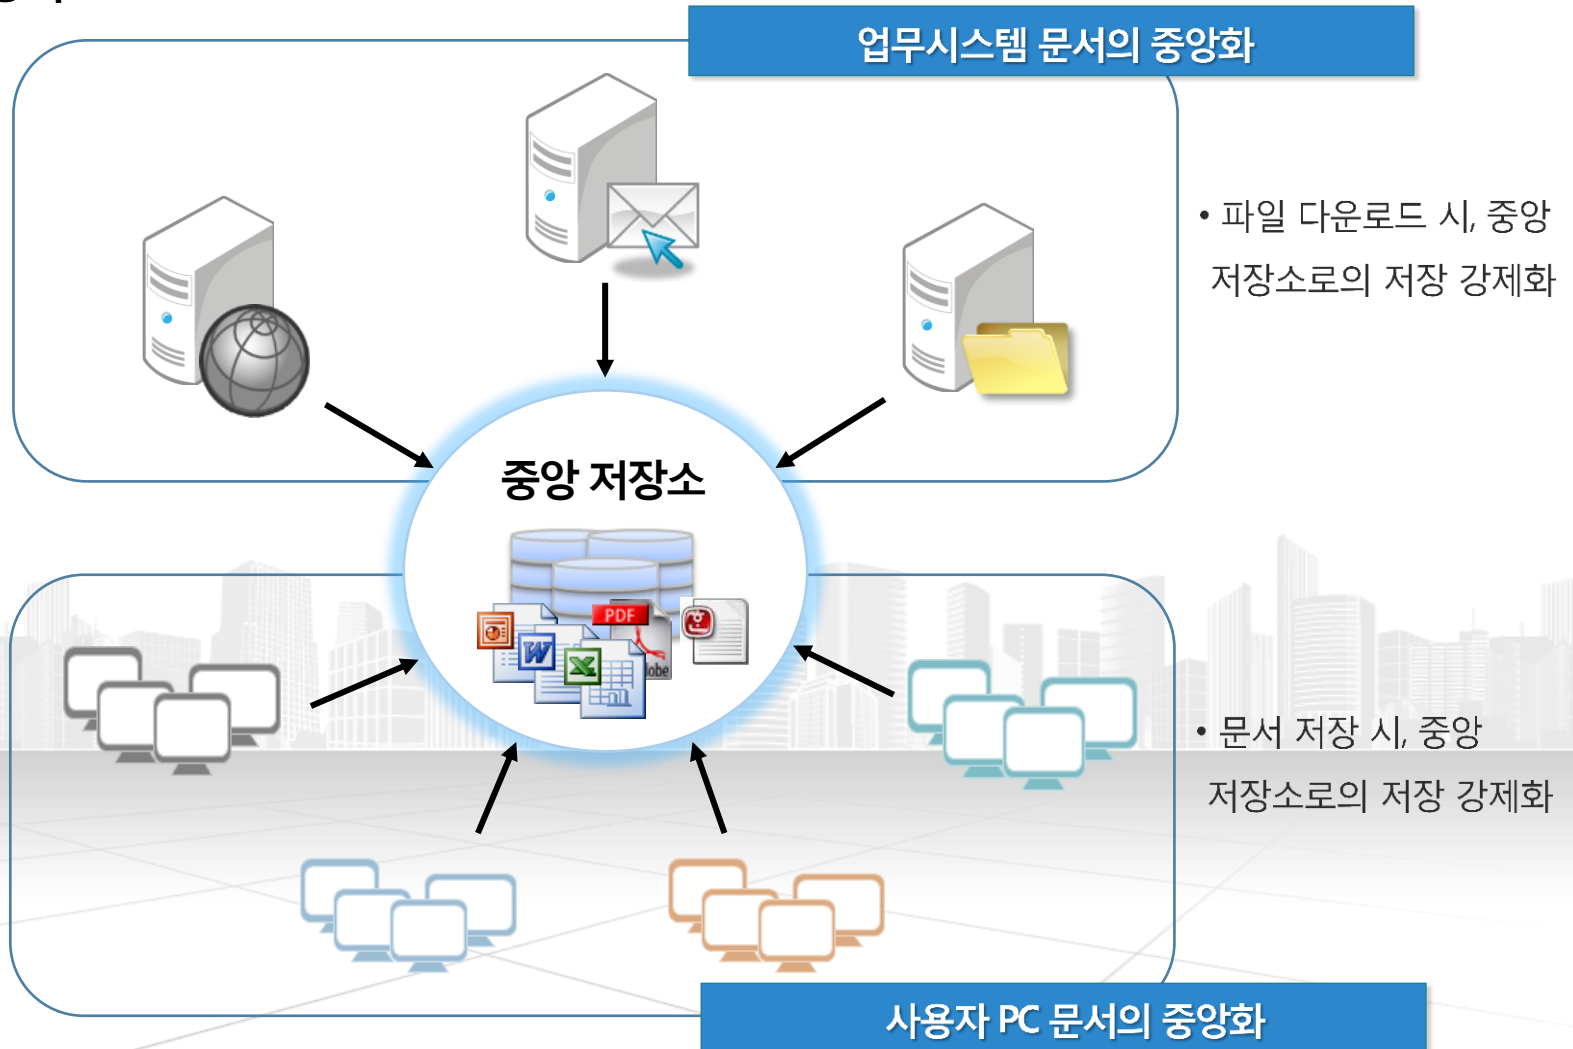 업무시스템 문서의 중앙화
• 파일 다운로드 시, 중앙
저장소로의 저장 강제화
중앙 저장소
PDF
W
X
obe
• 문서 저장 시, 중앙
저장소로의 저장 강제화
사용자 PC 문서의 중앙화